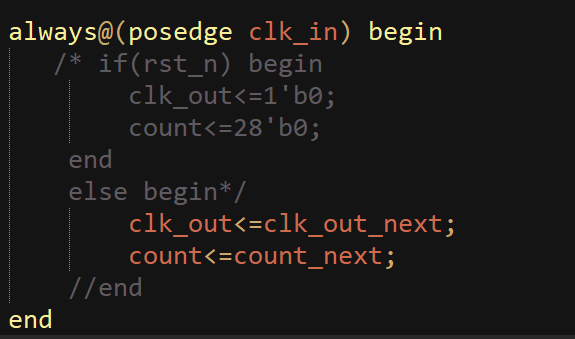 always@(posedge clk_in) begin
/* if(rst_n) begin
clk_out<=1'b0;
count<=28'b0;
end
else begin*/
clk_out<=clk_out_next;
count<=count_next;
//end
end